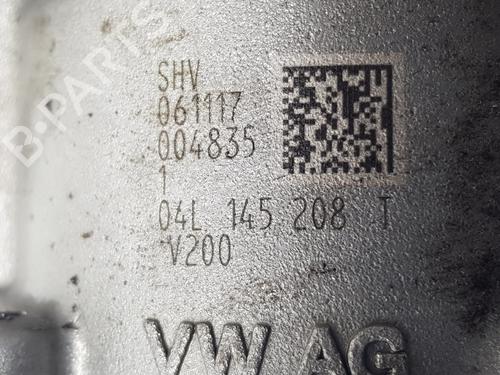 B-PARTS
SHV
061117
004835
1
04L 145 208 T
V200
VW AG